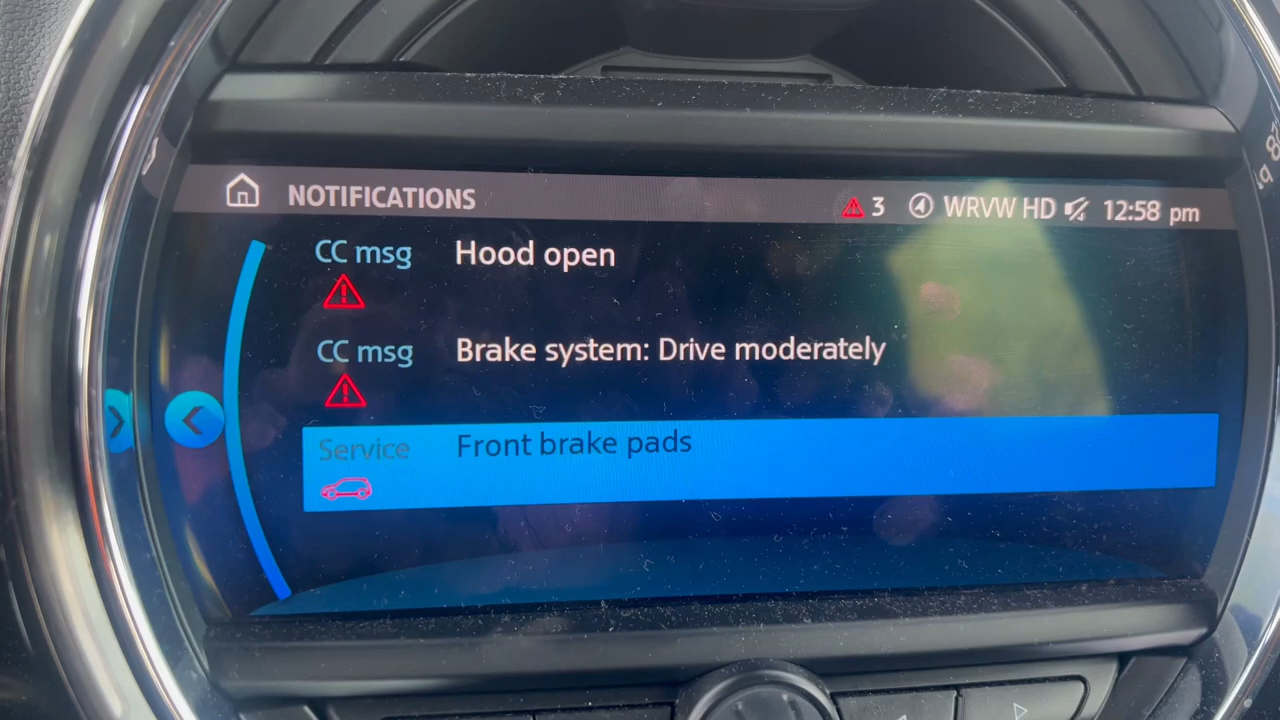 NOTIFICATIONS
3 WRVW HD 12:58 pm
CC msg Hood open
CC msg Brake system: Drive moderately
Service Front brake pads